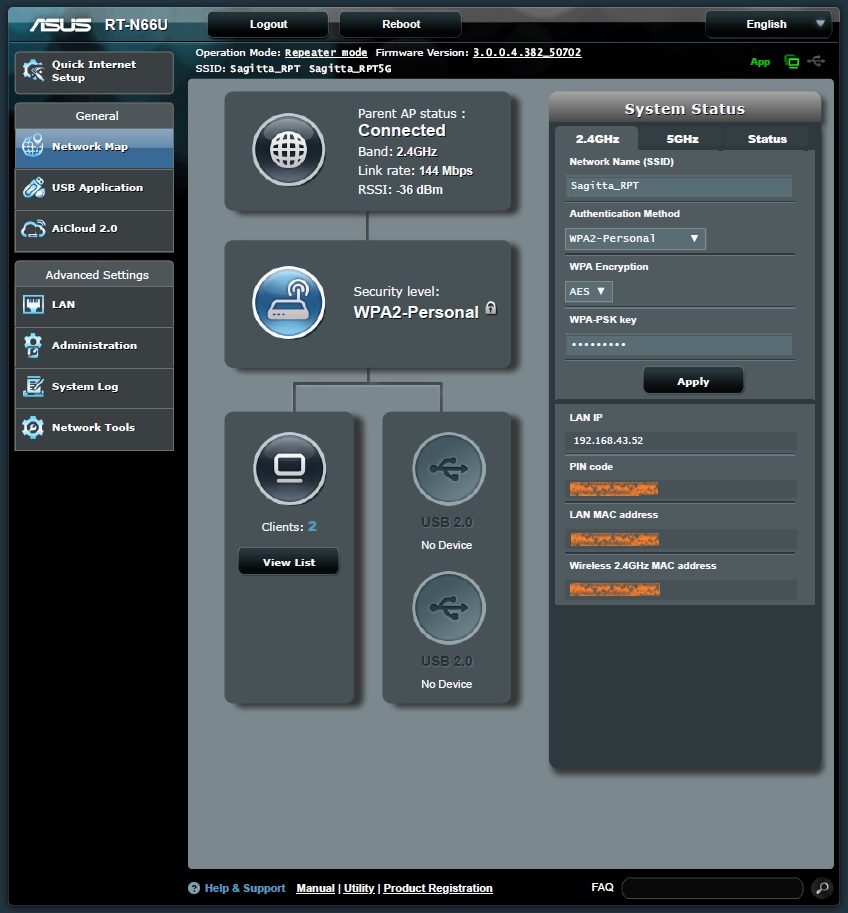 ASUS RT-N66U Logout Reboot English
Operation Mode: Repeater mode Firmware Version: 3.0.0.4.382_50702
SSID: Sagitta_RPT Sagitta_RPT5G
App
Quick Internet
Setup
General
Network Map
USB Application
AiCloud 2.0
Advanced Settings
LAN
Administration
System Log
Network Tools
Parent AP status :
Connected
Band: 2.4GHz
Link rate: 144 Mbps
RSSI: -36 dBm
Security level:
WPA2-Personal
Clients: 2
View List
USB 2.0
No Device
USB 2.0
No Device
System Status
2.4GHz 5GHz Status
Network Name (SSID)
Sagitta_RPT
Authentication Method
WPA2-Personal
WPA Encryption
AES
WPA-PSK key
•••••••••
Apply
LAN IP
192.168.43.52
PIN code
LAN MAC address
Wireless 2.4GHz MAC address
Help & Support Manual | Utility | Product Registration FAQ